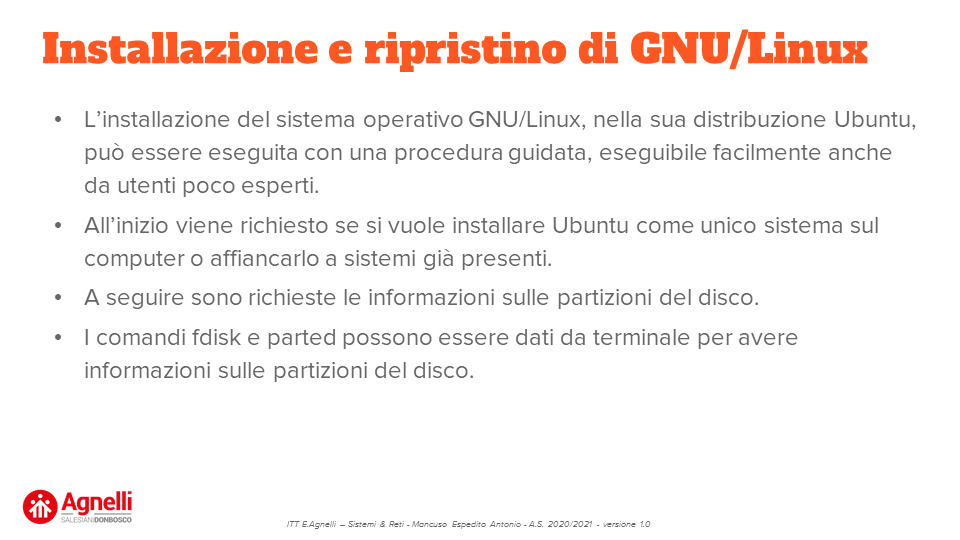 Installazione e ripristino di GNU/Linux
• L’installazione del sistema operativo GNU/Linux, nella sua distribuzione Ubuntu,
può essere eseguita con una procedura guidata, eseguibile facilmente anche
da utenti poco esperti.
• All’inizio viene richiesto se si vuole installare Ubuntu come unico sistema sul
computer o affiancarlo a sistemi già presenti.
• A seguire sono richieste le informazioni sulle partizioni del disco.
• I comandi fdisk e parted possono essere dati da terminale per avere
informazioni sulle partizioni del disco.
Agnelli
SALESIANIDONBOSCO
ITT E.Agnelli – Sistemi & Reti - Mancuso Espedito Antonio - A.S. 2020/2021 - versione 1.0